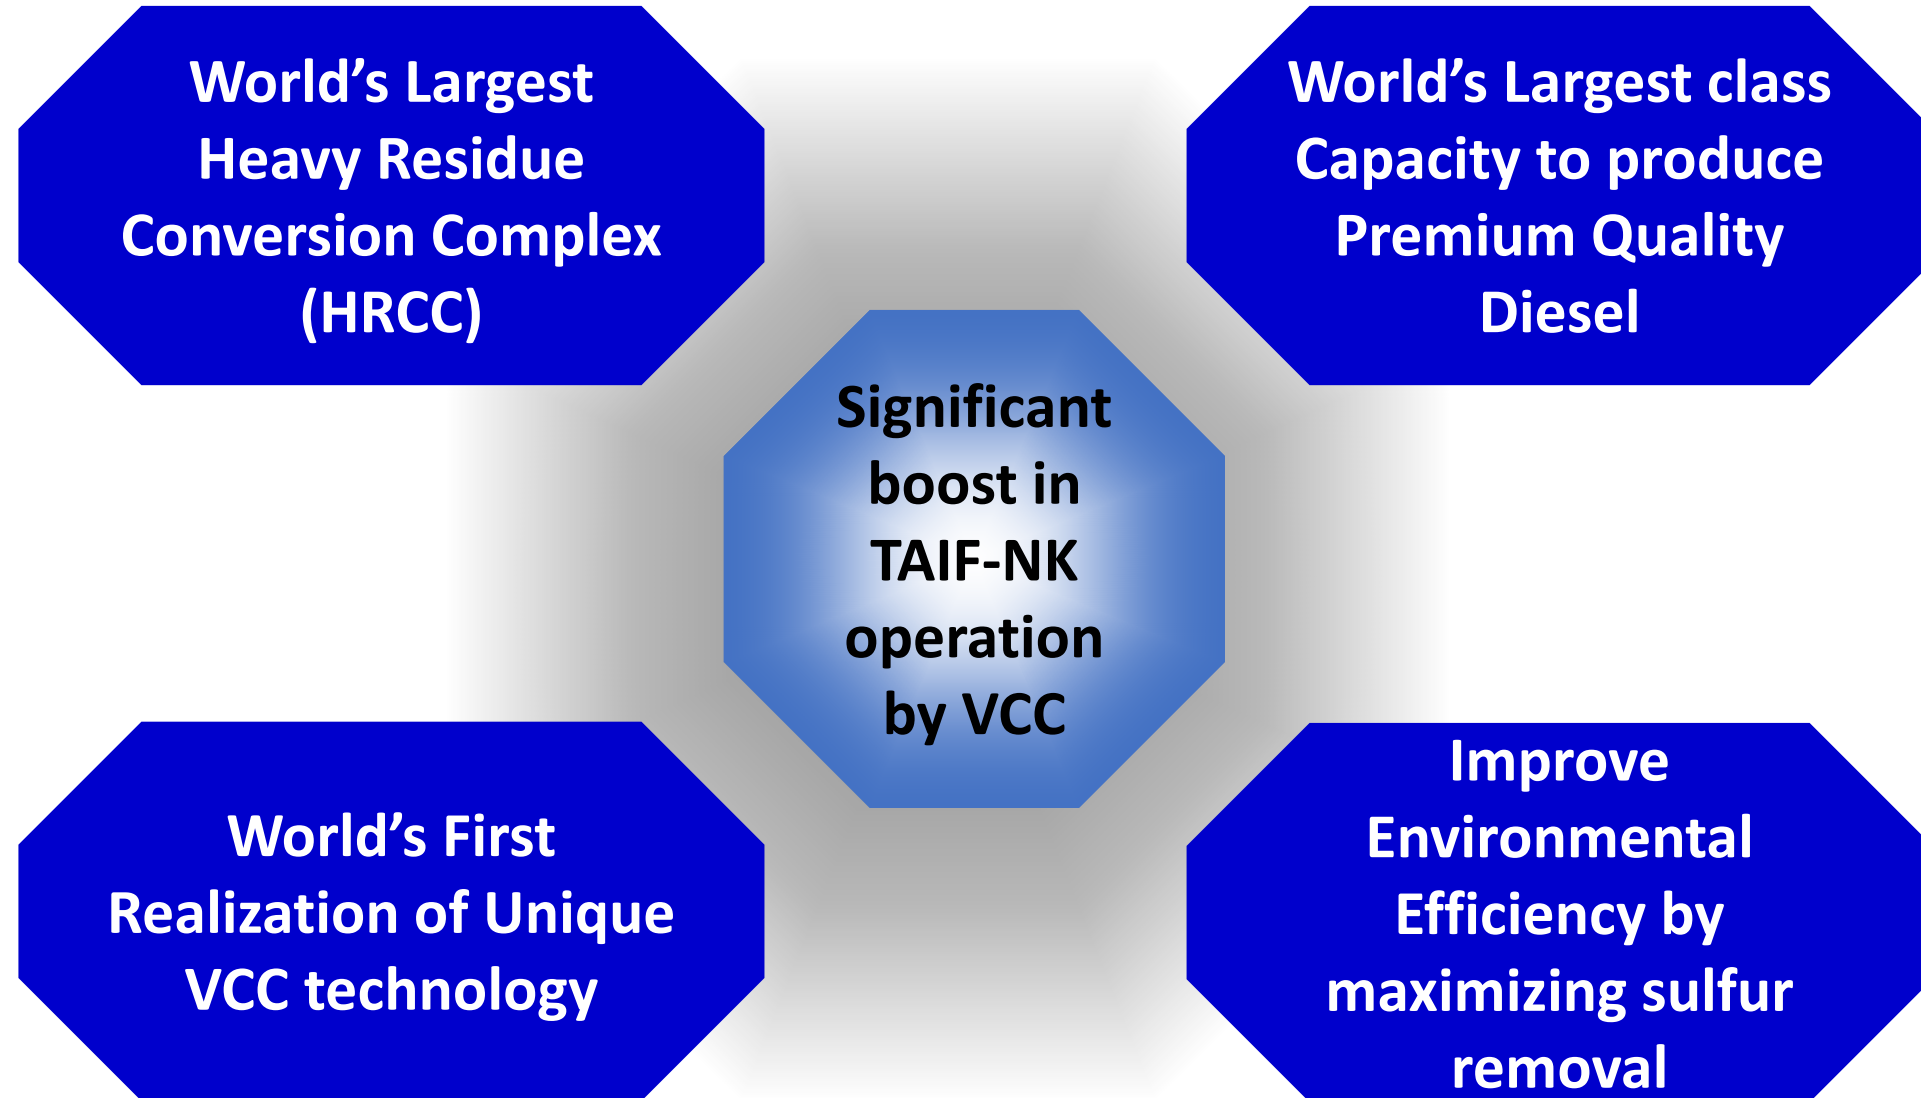 World’s Largest
Heavy Residue
Conversion Complex
(HRCC)
World’s Largest class
Capacity to produce
Premium Quality
Diesel
Significant
boost in
TAIF-NK
operation
by VCC
World’s First
Realization of Unique
VCC technology
Improve
Environmental
Efficiency by
maximizing sulfur
removal